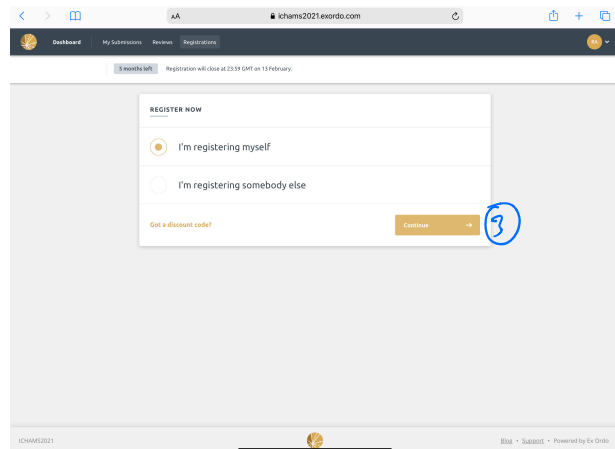 AA
ichams2021.exordo.com
Dashboard My Submissions Reviews Registrations
RA
5 months left Registration will close at 23:59 GMT on 13 February.
REGISTER NOW
I'm registering myself
I'm registering somebody else
Got a discount code?
Continue →
3
ICHAMS2021
Blog • Support • Powered by Ex Ordo